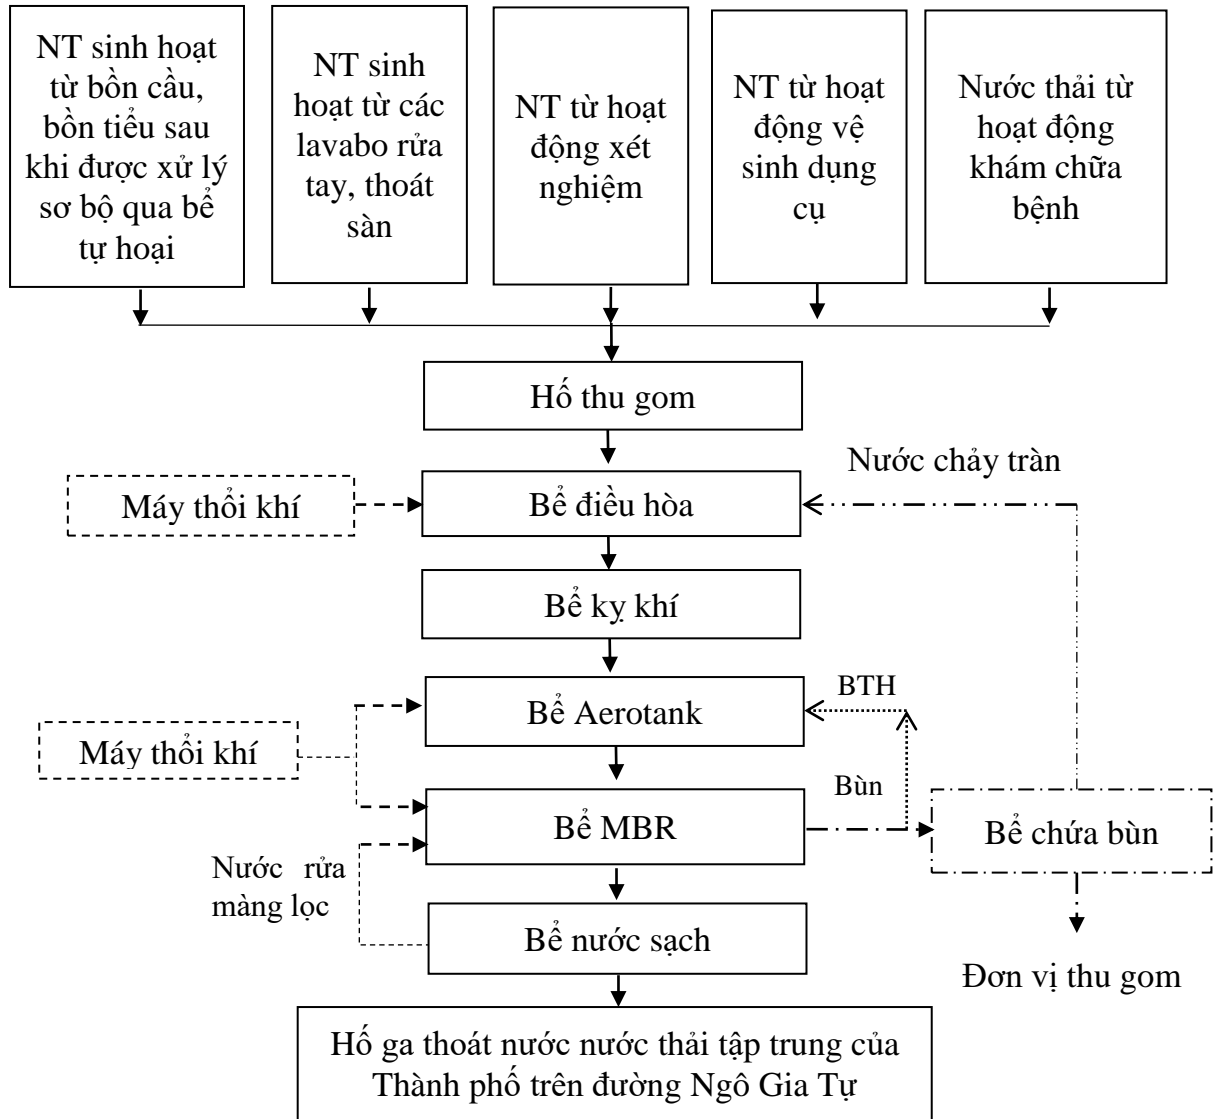 NT sinh hoạt
từ bồn cầu,
bồn tiểu sau
khi được xử lý
sơ bộ qua bể
tự hoại
NT sinh
hoạt từ các
lavabo rửa
tay, thoát
sàn
NT từ hoạt
động xét
nghiệm
NT từ hoạt
động vệ
sinh dụng
cụ
Nước thải từ
hoạt động
khám chữa
bệnh
Hố thu gom
Nước chảy tràn
Máy thổi khí
Bể điều hòa
Bể kỵ khí
BTH
Bể Aerotank
Máy thổi khí
Bùn
Bể MBR
Bể chứa bùn
Nước rửa
màng lọc
Bể nước sạch
Đơn vị thu gom
Hố ga thoát nước nước thải tập trung của
Thành phố trên đường Ngô Gia Tự